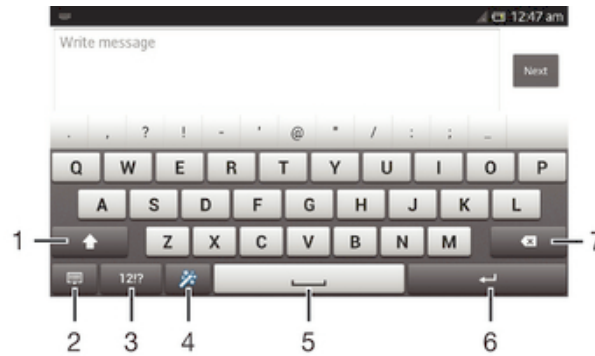 12:47 am
Write message
Next
. , ? ! - ' @ " / : ; _
Q W E R T Y U I O P
A S D F G H J K L
1 Z X C V B N M 7
12!?
2 3 4 5 6